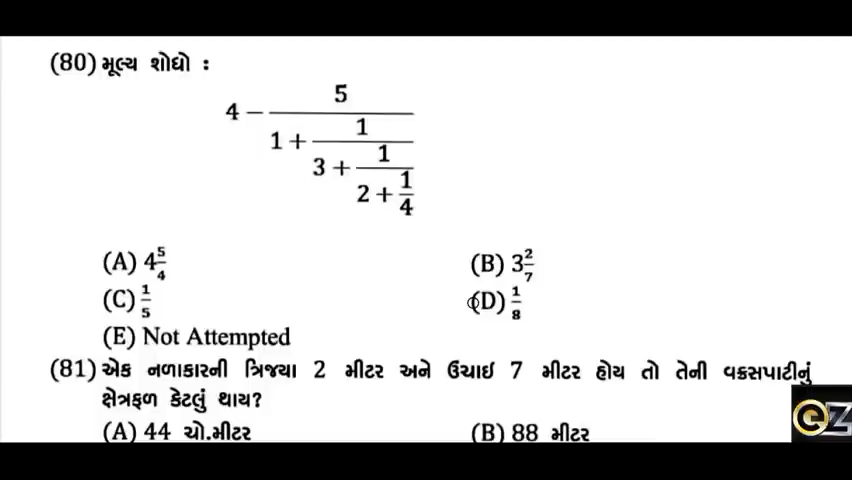 (80) મૂલ્ય શોધો :
4 − 5 / (1 + 1 / (3 + 1 / (2 + 1/4)))
(A) 4 5/4 (B) 3 2/7
(C) 1/5 (D) 1/8
(E) Not Attempted
(81) એક નળાકારની ત્રિજ્યા 2 મીટર અને ઉંચાઇ 7 મીટર હોય તો તેની વક્રસપાટીનું
ક્ષેત્રફળ કેટલું થાય?
(A) 44 ચો.મીટર (B) 88 મીટર